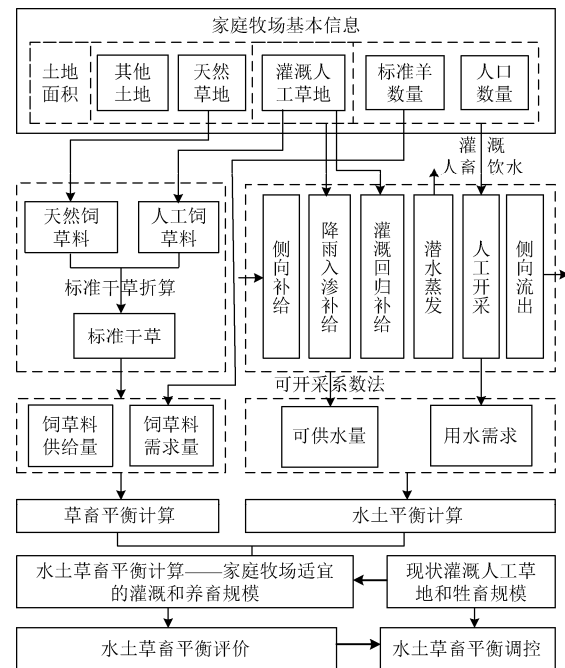 家庭牧场基本信息
土地
面积
其他
土地
天然
草地
灌溉人
工草地
标准羊
数量
人口
数量
灌溉
人畜饮水
天然饲
草料
人工饲
草料
标准干草折算
标准干草
侧向补给
降雨入渗补给
灌溉回归补给
潜水蒸发
人工开采
侧向流出
可开采系数法
饲草料
供给量
饲草料
需求量
可供水量
用水需求
草畜平衡计算
水土平衡计算
水土草畜平衡计算——家庭牧场适宜
的灌溉和养畜规模
现状灌溉人工草
地和牲畜规模
水土草畜平衡评价
水土草畜平衡调控